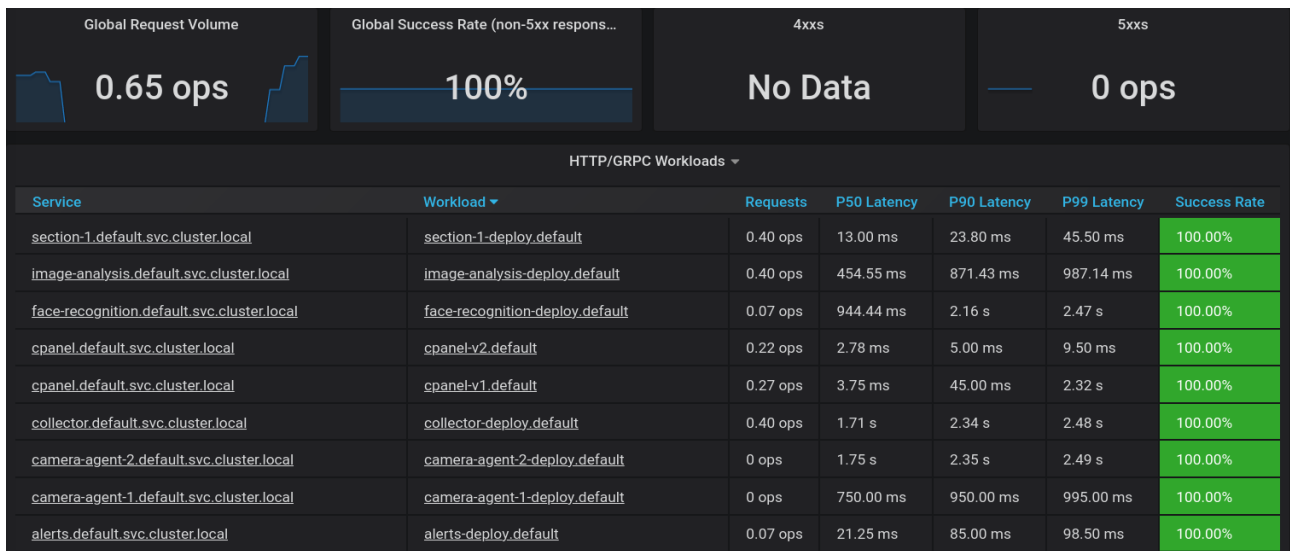 Global Request Volume
Global Success Rate (non-5xx respons...
4xxs
5xxs
0.65 ops
100%
No Data
0 ops
HTTP/GRPC Workloads
Service Workload Requests P50 Latency P90 Latency P99 Latency Success Rate
section-1.default.svc.cluster.local section-1-deploy.default 0.40 ops 13.00 ms 23.80 ms 45.50 ms 100.00%
image-analysis.default.svc.cluster.local image-analysis-deploy.default 0.40 ops 454.55 ms 871.43 ms 987.14 ms 100.00%
face-recognition.default.svc.cluster.local face-recognition-deploy.default 0.07 ops 944.44 ms 2.16 s 2.47 s 100.00%
cpanel.default.svc.cluster.local cpanel-v2.default 0.22 ops 2.78 ms 5.00 ms 9.50 ms 100.00%
cpanel.default.svc.cluster.local cpanel-v1.default 0.27 ops 3.75 ms 45.00 ms 2.32 s 100.00%
collector.default.svc.cluster.local collector-deploy.default 0.40 ops 1.71 s 2.34 s 2.48 s 100.00%
camera-agent-2.default.svc.cluster.local camera-agent-2-deploy.default 0 ops 1.75 s 2.35 s 2.49 s 100.00%
camera-agent-1.default.svc.cluster.local camera-agent-1-deploy.default 0 ops 750.00 ms 950.00 ms 995.00 ms 100.00%
alerts.default.svc.cluster.local alerts-deploy.default 0.07 ops 21.25 ms 85.00 ms 98.50 ms 100.00%